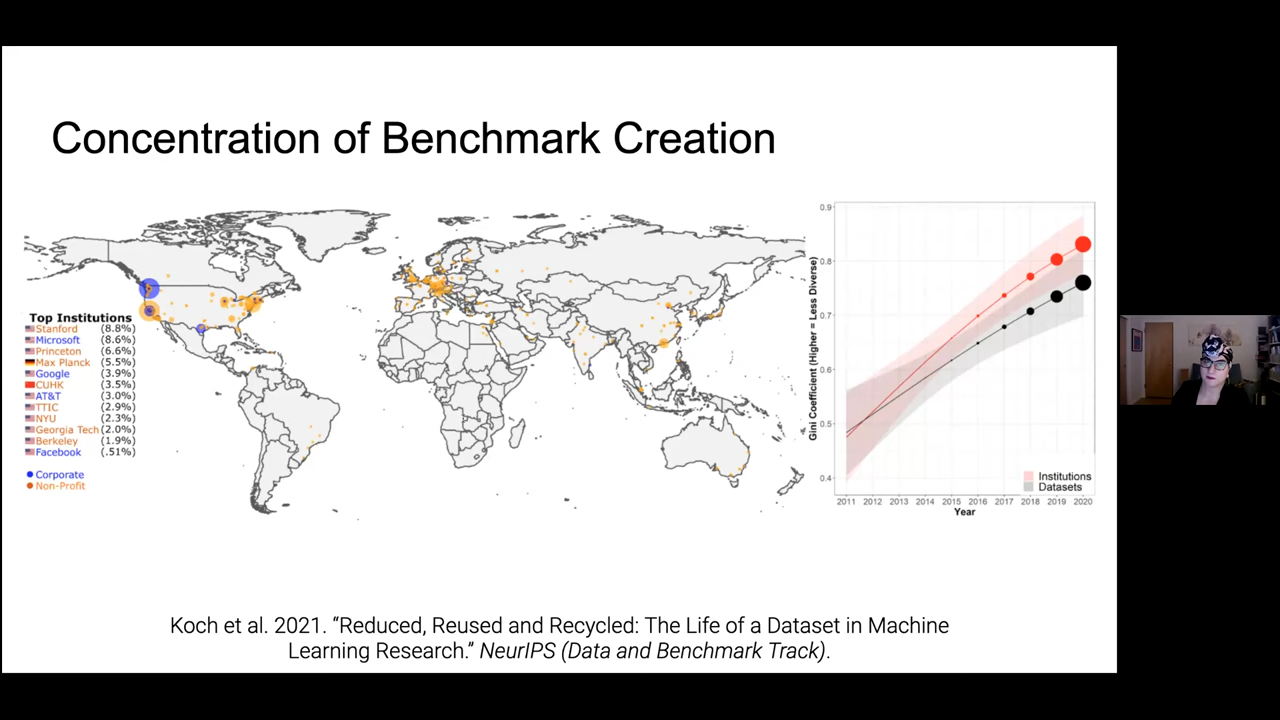 Concentration of Benchmark Creation
Top Institutions
Stanford (8.8%)
Microsoft (8.6%)
Princeton (6.6%)
Max Planck (5.5%)
Google (3.9%)
CUHK (3.5%)
AT&T (3.0%)
TTIC (2.9%)
NYU (2.3%)
Georgia Tech (2.0%)
Berkeley (1.9%)
Facebook (.51%)
Corporate
Non-Profit
Gini Coefficient (Higher = Less Diverse)
0.9
0.8
0.7
0.6
0.5
0.4
Institutions
Datasets
2011 2012 2013 2014 2015 2016 2017 2018 2019 2020
Year
Koch et al. 2021. “Reduced, Reused and Recycled: The Life of a Dataset in Machine
Learning Research.” NeurIPS (Data and Benchmark Track).